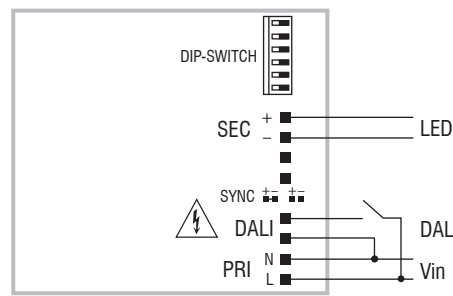 DIP-SWITCH
SEC + LED
−
SYNC +− +−
DALI DAL
N
PRI Vin
L